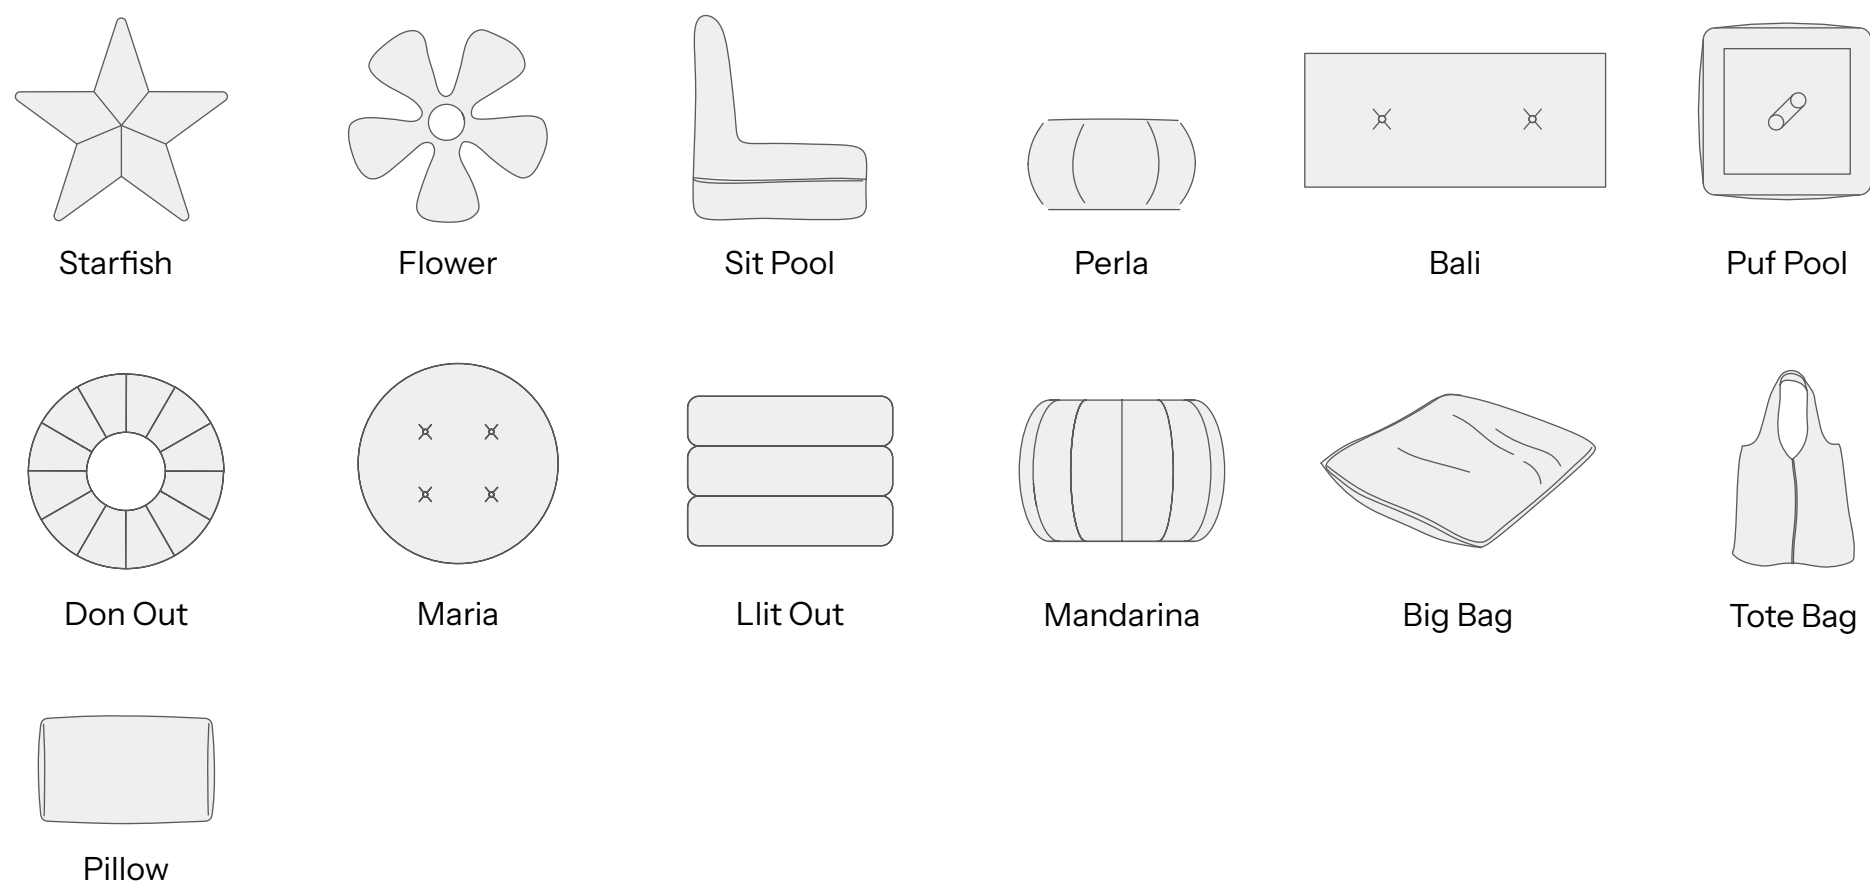 Starfish
Flower
Sit Pool
Perla
Bali
Puf Pool
Don Out
Maria
Llit Out
Mandarina
Big Bag
Tote Bag
Pillow